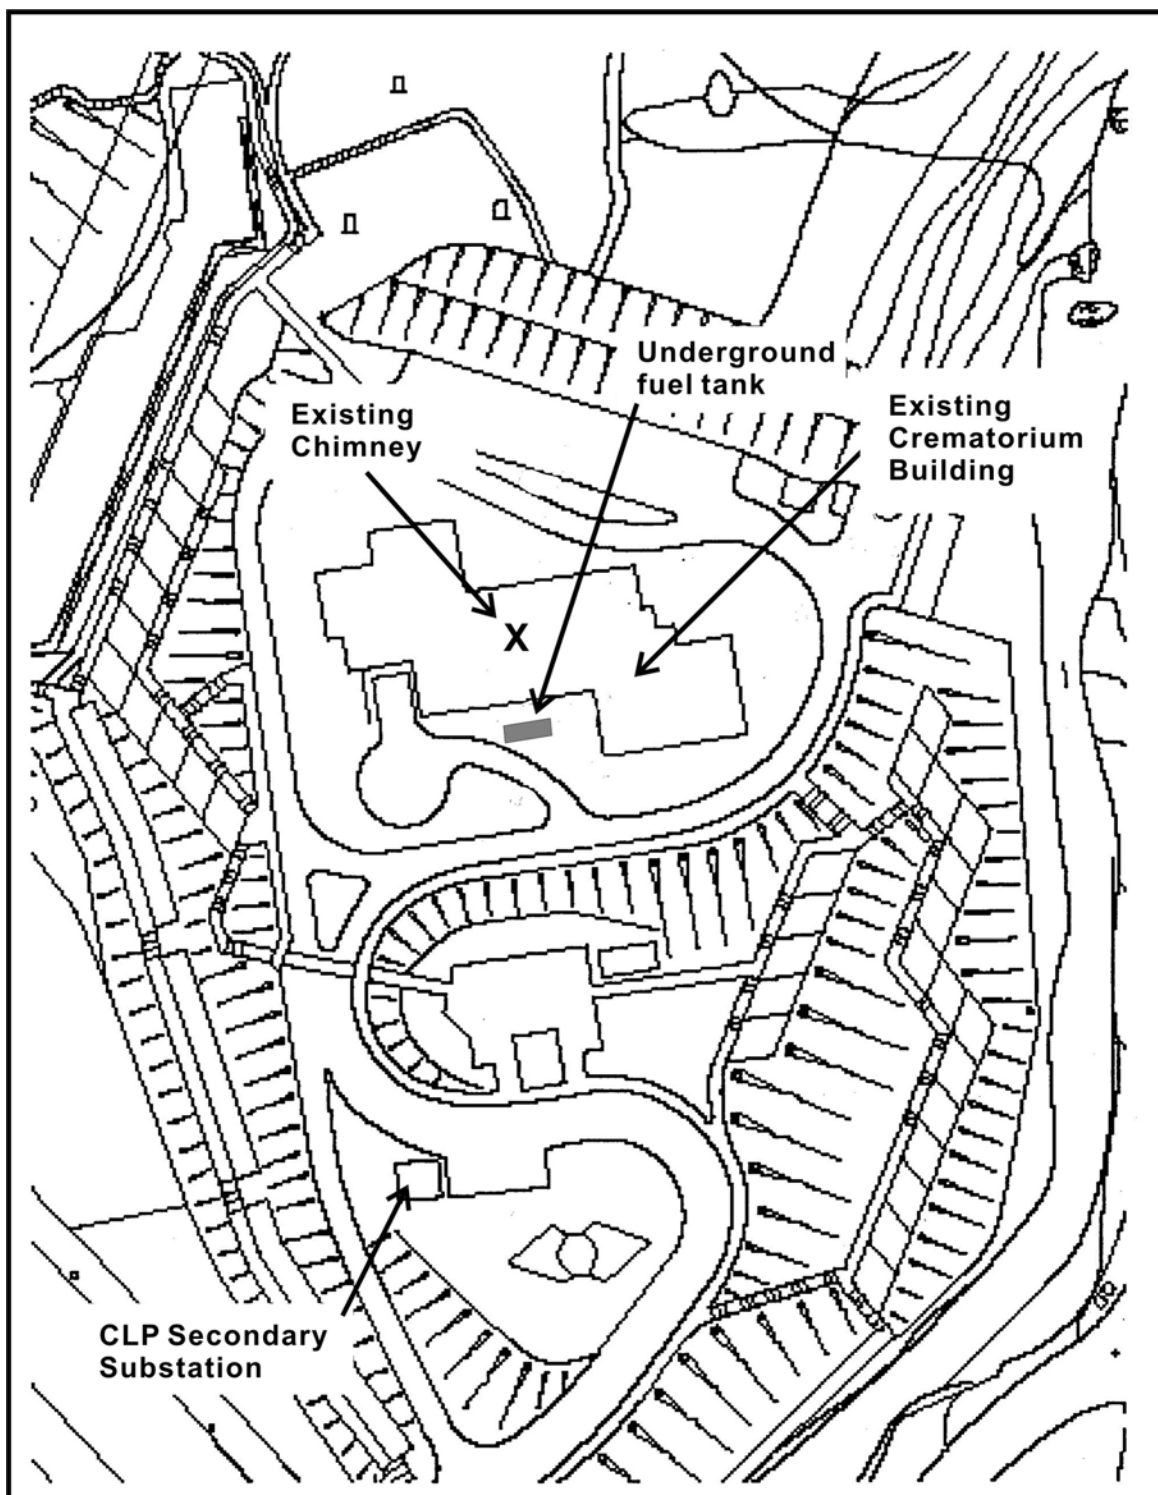 Underground
fuel tank
Existing
Chimney
Existing
Crematorium
Building
X
CLP Secondary
Substation